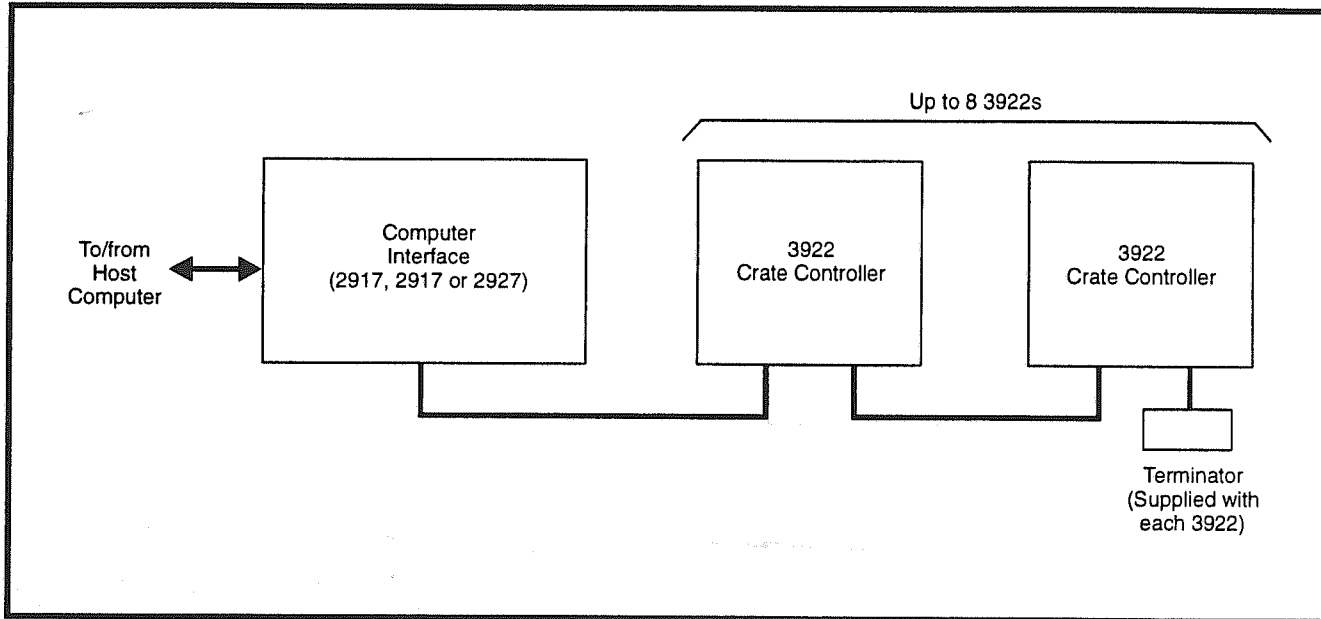 Up to 8 3922s
To/from
Host
Computer
Computer
Interface
(2917, 2917 or 2927)
3922
Crate Controller
3922
Crate Controller
Terminator
(Supplied with
each 3922)